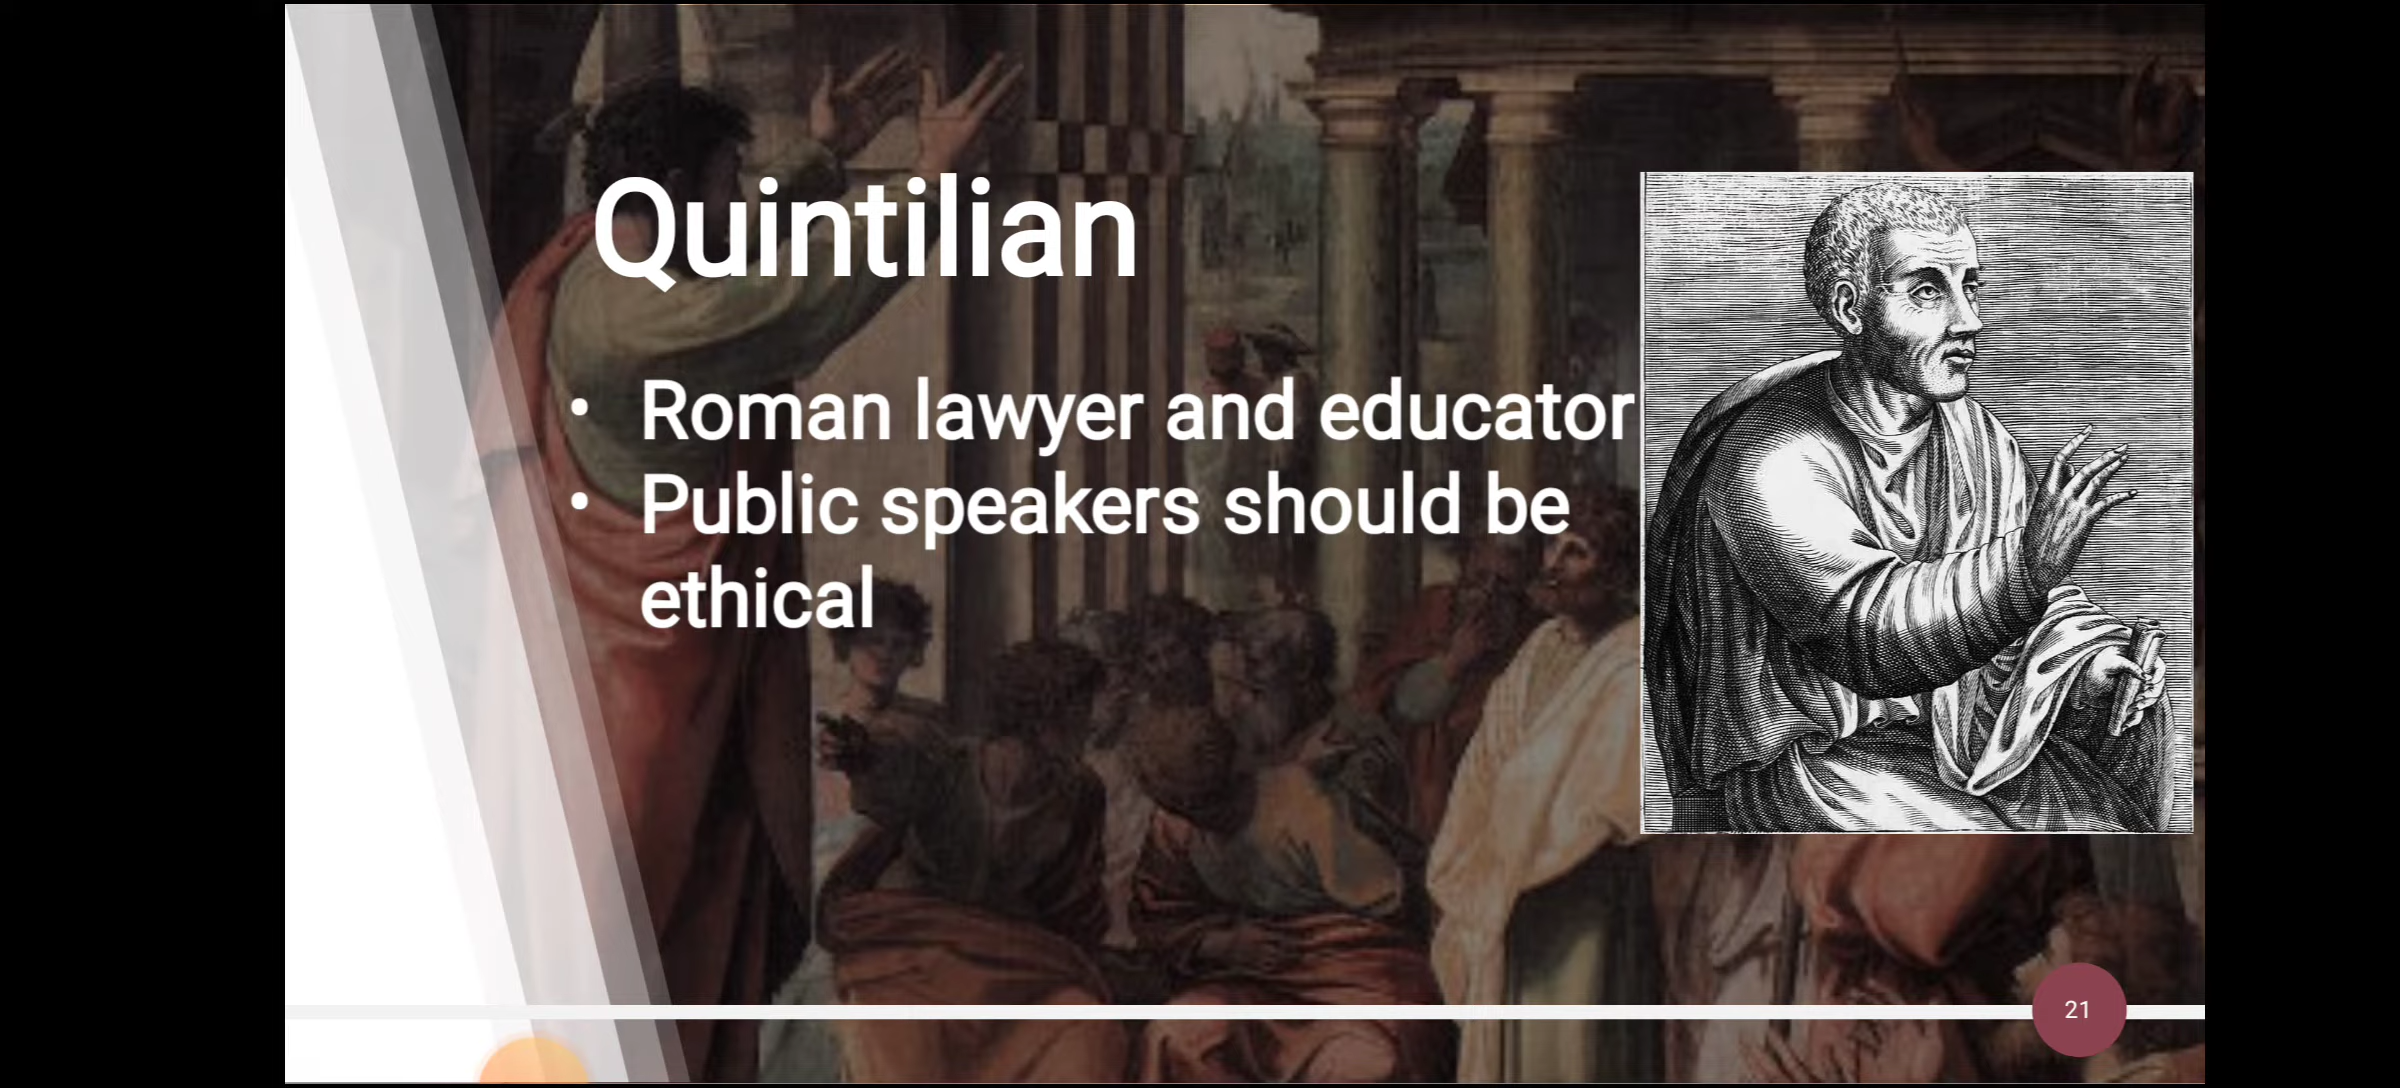 Quintilian
• Roman lawyer and educator
• Public speakers should be
ethical
21